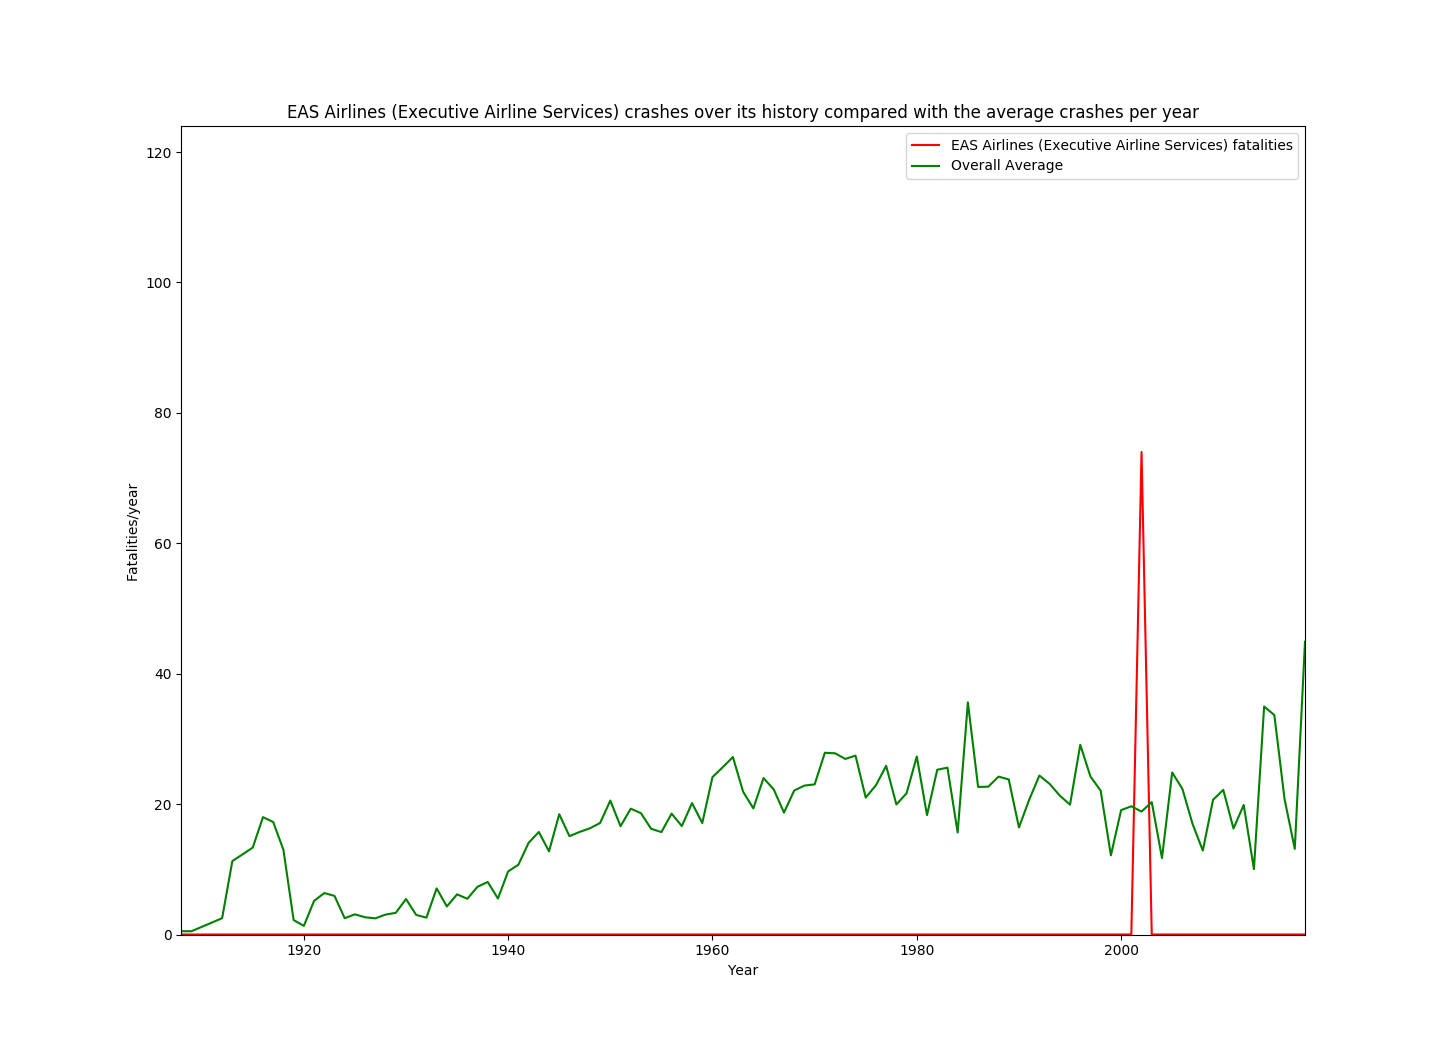 EAS Airlines (Executive Airline Services) crashes over its history compared with the average crashes per year
EAS Airlines (Executive Airline Services) fatalities
Overall Average
120
100
80
60
40
20
0
Fatalities/year
1920 1940 1960 1980 2000
Year